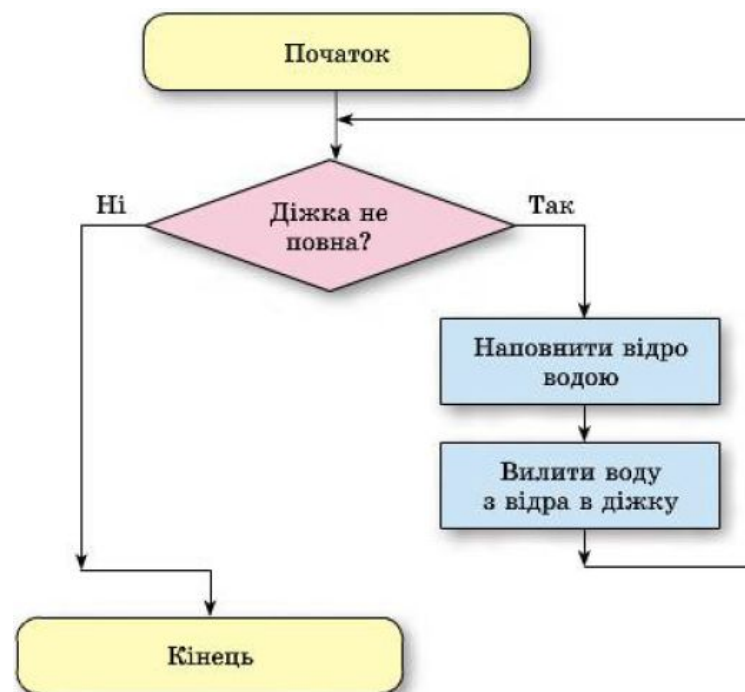 Початок
Ні
Діжка не
повна?
Так
Наповнити відро
водою
Вилити воду
з відра в діжку
Кінець